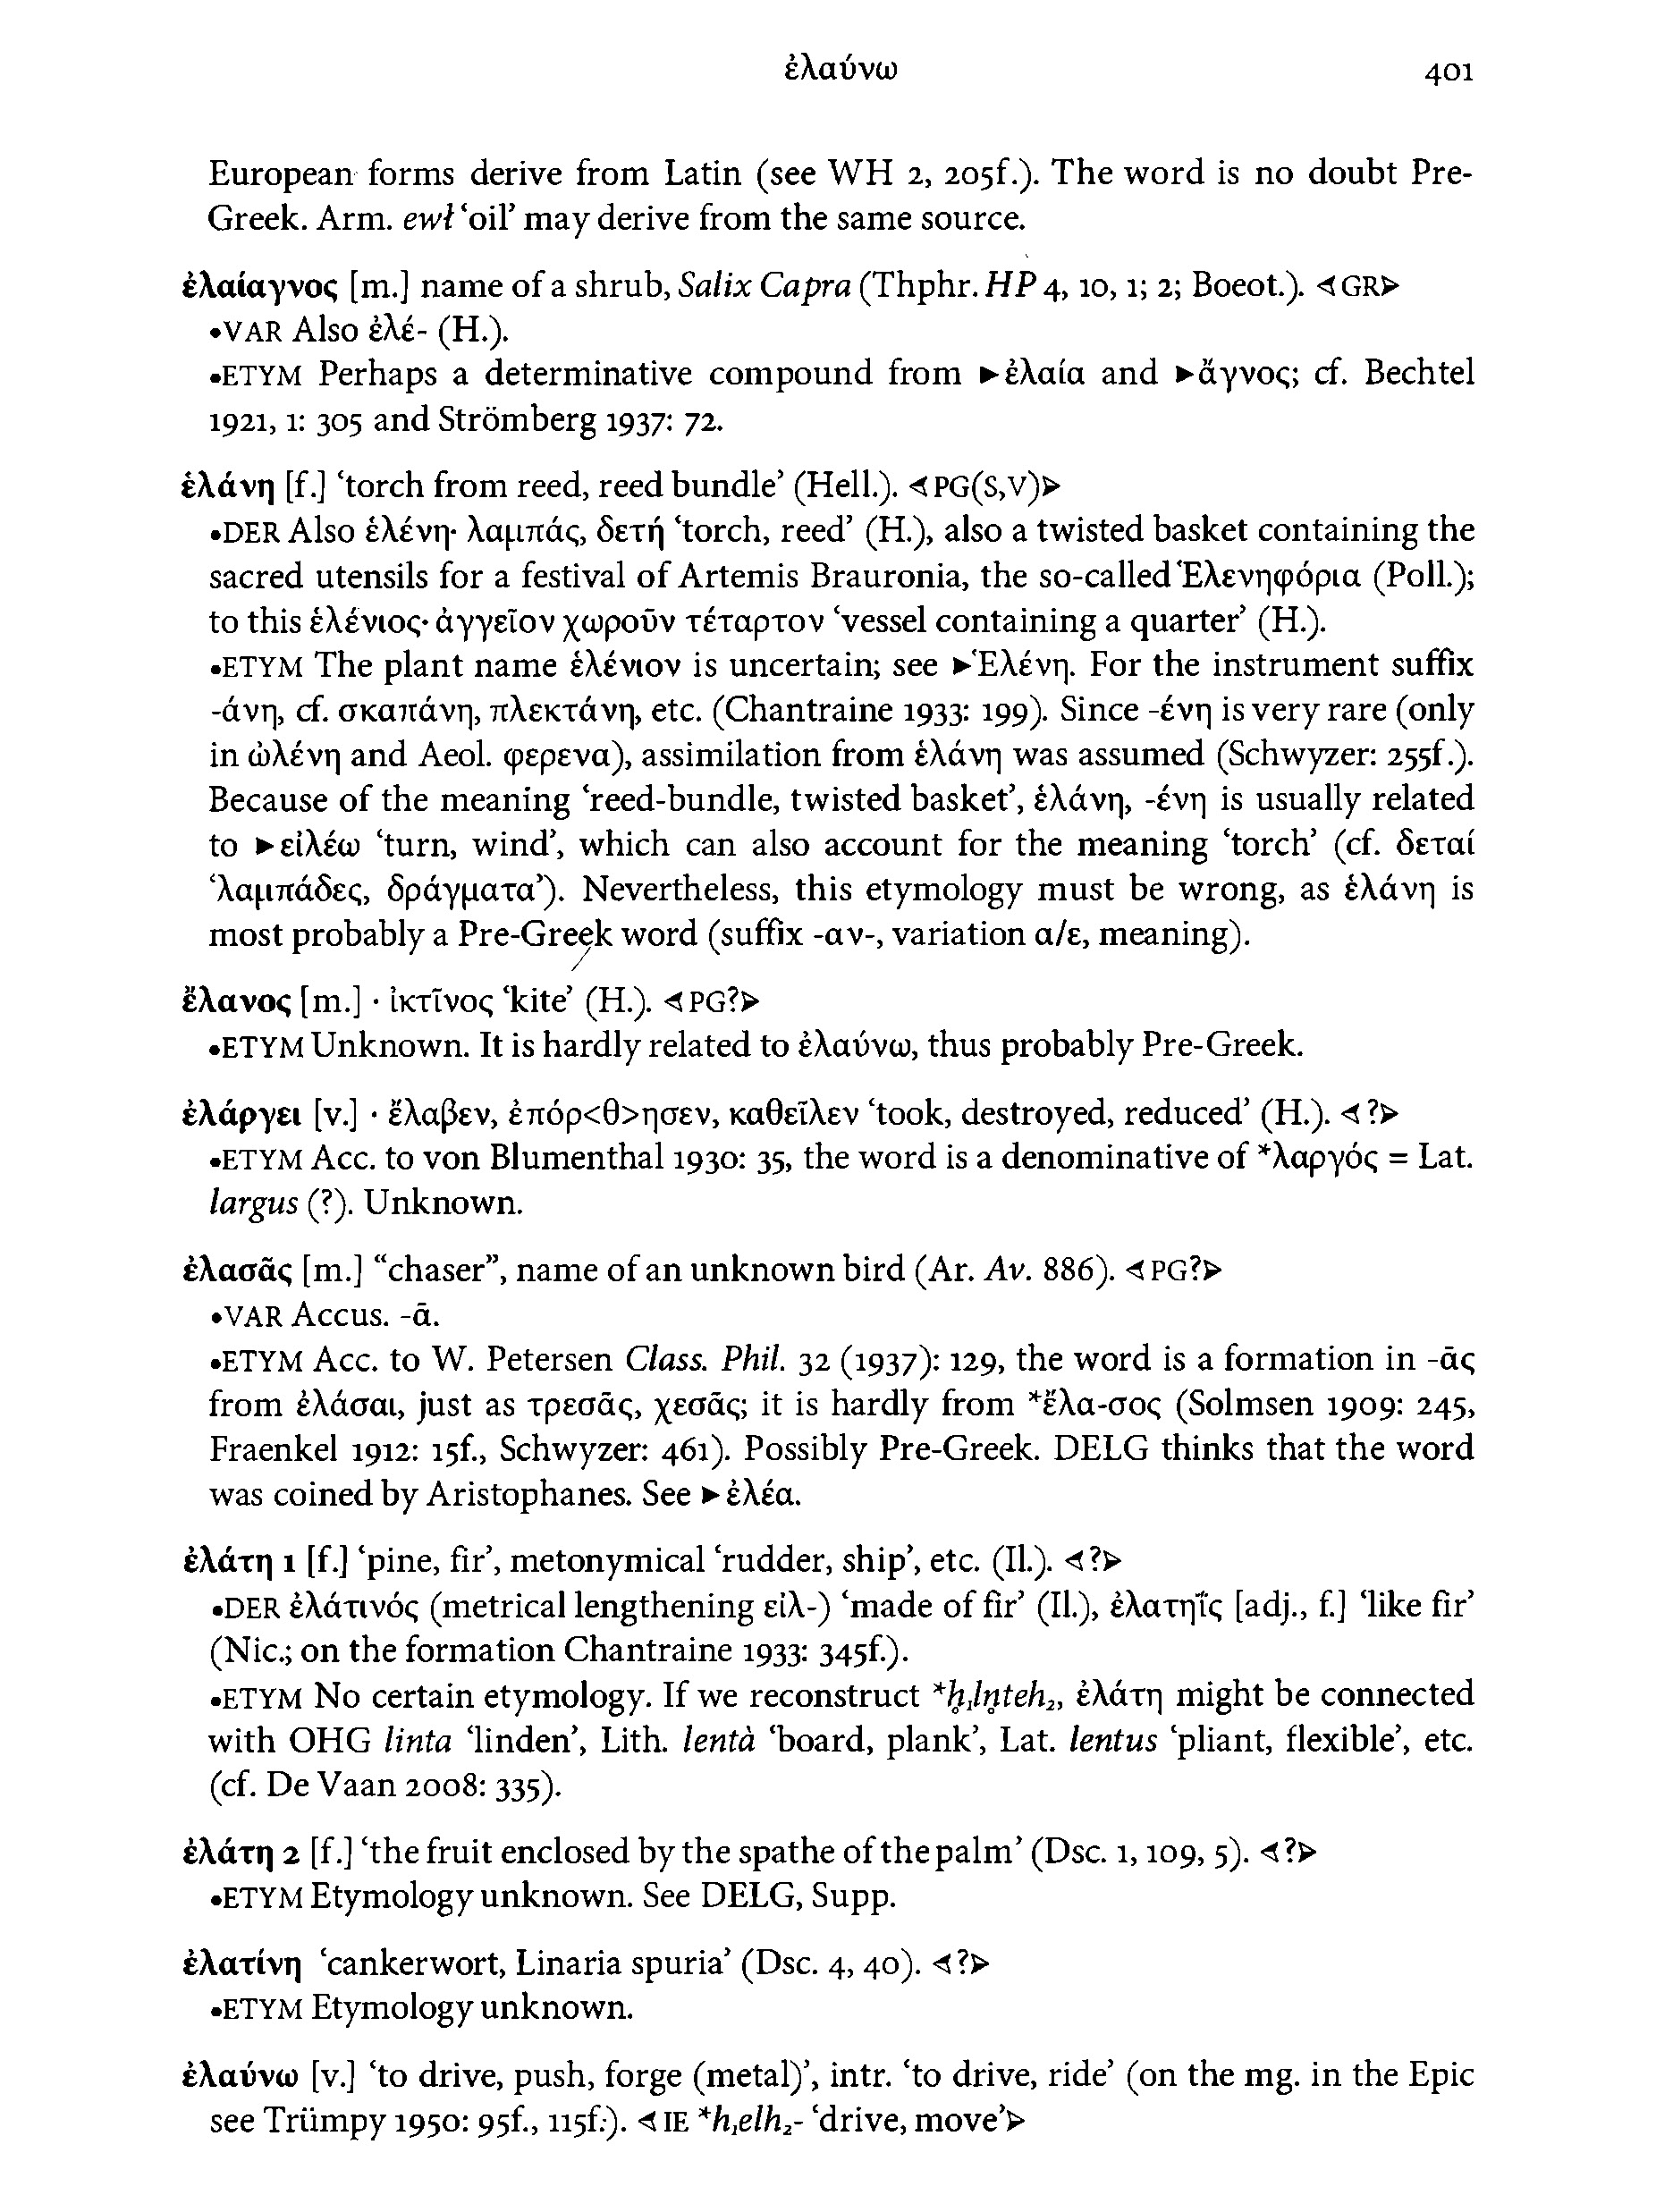 ἐλαύνω 401
European forms derive from Latin (see WH 2, 205f.). The word is no doubt Pre-
Greek. Arm. ewł 'oil' may derive from the same source.
ἐλαίαγνος [m.] name of a shrub, Salix Capra (Thphr. HP 4, 10, 1; 2; Boeot.). ⊲GR⊳
•VAR Also ἐλέ- (H.).
•ETYM Perhaps a determinative compound from ►ἐλαία and ►ἄγνος; cf. Bechtel
1921, 1: 305 and Strömberg 1937: 72.
ἑλάνη [f.] 'torch from reed, reed bundle' (Hell.). ⊲PG(S,V)⊳
•DER Also ἑλένη· λαμπάς, δετή 'torch, reed' (H.), also a twisted basket containing the
sacred utensils for a festival of Artemis Brauronia, the so-called Ἑλενηφόρια (Poll.);
to this ἑλένιος· ἀγγεῖον χωροῦν τέταρτον 'vessel containing a quarter' (H.).
•ETYM The plant name ἑλένιον is uncertain; see ►Ἑλένη. For the instrument suffix
-άνη, cf. σκαπάνη, πλεκτάνη, etc. (Chantraine 1933: 199). Since -ένη is very rare (only
in ὠλένη and Aeol. φερενα), assimilation from ἑλάνη was assumed (Schwyzer: 255f.).
Because of the meaning 'reed-bundle, twisted basket', ἑλάνη, -ένη is usually related
to ►εἰλέω 'turn, wind', which can also account for the meaning 'torch' (cf. δεταί
'λαμπάδες, δράγματα'). Nevertheless, this etymology must be wrong, as ἑλάνη is
most probably a Pre-Greek word (suffix -αν-, variation α/ε, meaning).
ἔλανος [m.] · ἰκτῖνος 'kite' (H.). ⊲PG?⊳
•ETYM Unknown. It is hardly related to ἐλαύνω, thus probably Pre-Greek.
ἐλάργει [v.] · ἔλαβεν, ἐπόρ<θ>ησεν, καθεῖλεν 'took, destroyed, reduced' (H.). ⊲?⊳
•ETYM Acc. to von Blumenthal 1930: 35, the word is a denominative of *λαργός = Lat.
largus (?). Unknown.
ἐλασᾶς [m.] "chaser", name of an unknown bird (Ar. Av. 886). ⊲PG?⊳
•VAR Accus. -ᾶ.
•ETYM Acc. to W. Petersen Class. Phil. 32 (1937): 129, the word is a formation in -ᾶς
from ἐλάσαι, just as τρεσᾶς, χεσᾶς; it is hardly from *ἔλα-σος (Solmsen 1909: 245,
Fraenkel 1912: 15f., Schwyzer: 461). Possibly Pre-Greek. DELG thinks that the word
was coined by Aristophanes. See ►ἐλέα.
ἐλάτη 1 [f.] 'pine, fir', metonymical 'rudder, ship', etc. (Il.). ⊲?⊳
•DER ἐλάτινός (metrical lengthening εἰλ-) 'made of fir' (Il.), ἐλατηΐς [adj., f.] 'like fir'
(Nic.; on the formation Chantraine 1933: 345f.).
•ETYM No certain etymology. If we reconstruct *h̥₁ln̥teh₂, ἐλάτη might be connected
with OHG linta 'linden', Lith. lentà 'board, plank', Lat. lentus 'pliant, flexible', etc.
(cf. De Vaan 2008: 335).
ἐλάτη 2 [f.] 'the fruit enclosed by the spathe of the palm' (Dsc. 1, 109, 5). ⊲?⊳
•ETYM Etymology unknown. See DELG, Supp.
ἐλατίνη 'cankerwort, Linaria spuria' (Dsc. 4, 40). ⊲?⊳
•ETYM Etymology unknown.
ἐλαύνω [v.] 'to drive, push, forge (metal)', intr. 'to drive, ride' (on the mg. in the Epic
see Trümpy 1950: 95f., 115f.). ⊲IE *h₁elh₂- 'drive, move'⊳